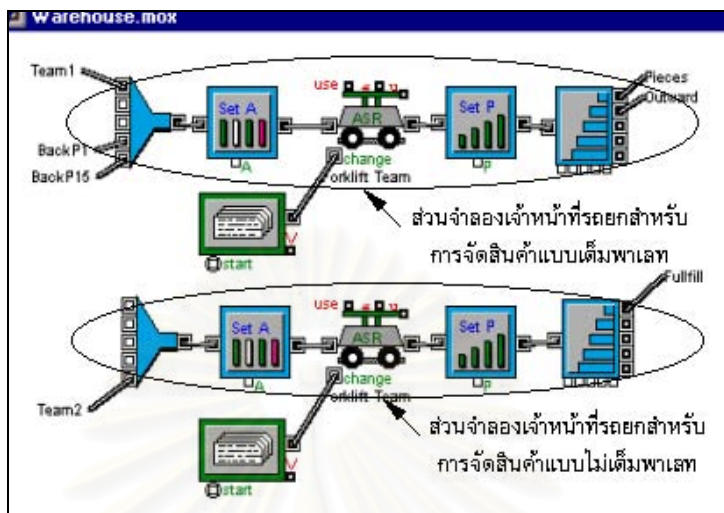 Warehouse.mox
Team1
BackP1
BackP15
Set A
A
use
ASR
change
orklift Team
Set P
P
Pieces
Outward
V
start
ส่วนจำลองเจ้าหน้าที่รถยกสำหรับ
การจัดสินค้าแบบเต็มพาเลท
Team2
Set A
A
use
ASR
change
orklift Team
Set P
P
Fullfill
V
start
ส่วนจำลองเจ้าหน้าที่รถยกสำหรับ
การจัดสินค้าแบบไม่เต็มพาเลท